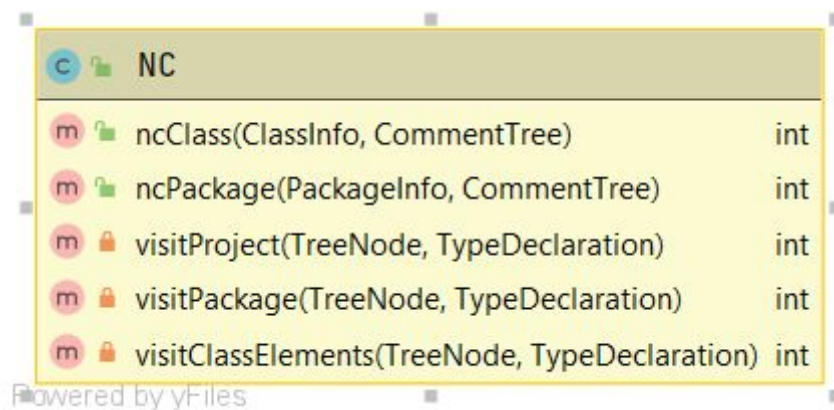 C NC
m ncClass(ClassInfo, CommentTree) int
m ncPackage(PackageInfo, CommentTree) int
m visitProject(TreeNode, TypeDeclaration) int
m visitPackage(TreeNode, TypeDeclaration) int
m visitClassElements(TreeNode, TypeDeclaration) int
Powered by yFiles